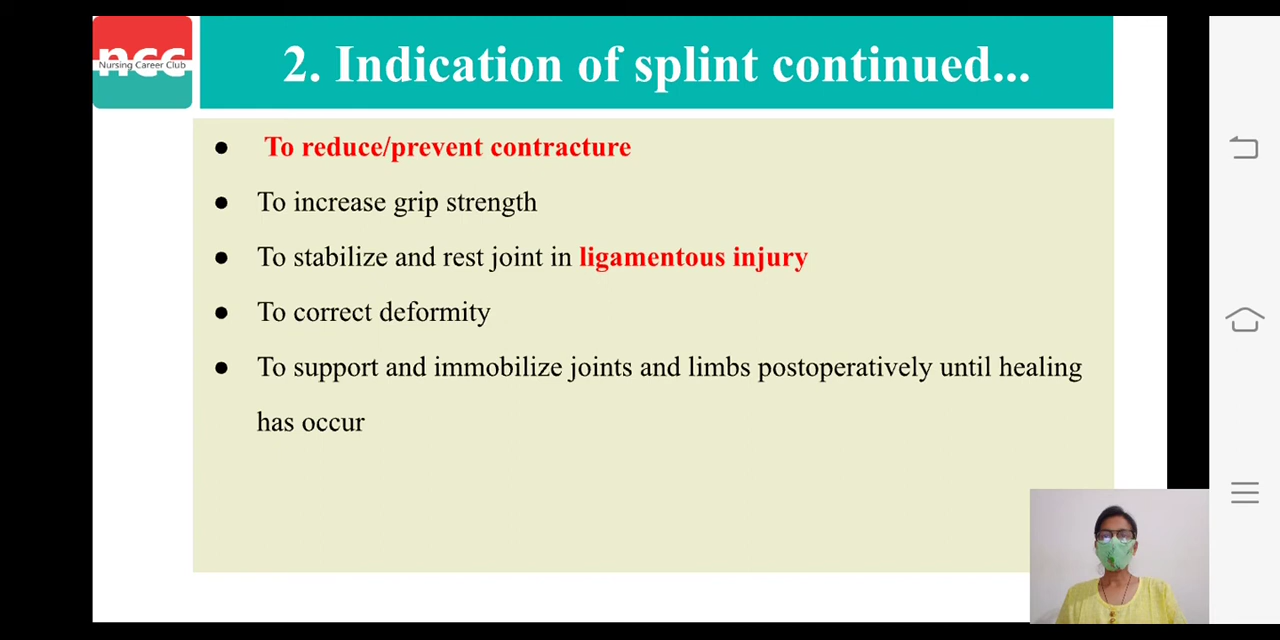 ncc
Nursing Career Club
2. Indication of splint continued...
● To reduce/prevent contracture
● To increase grip strength
● To stabilize and rest joint in ligamentous injury
● To correct deformity
● To support and immobilize joints and limbs postoperatively until healing
has occur